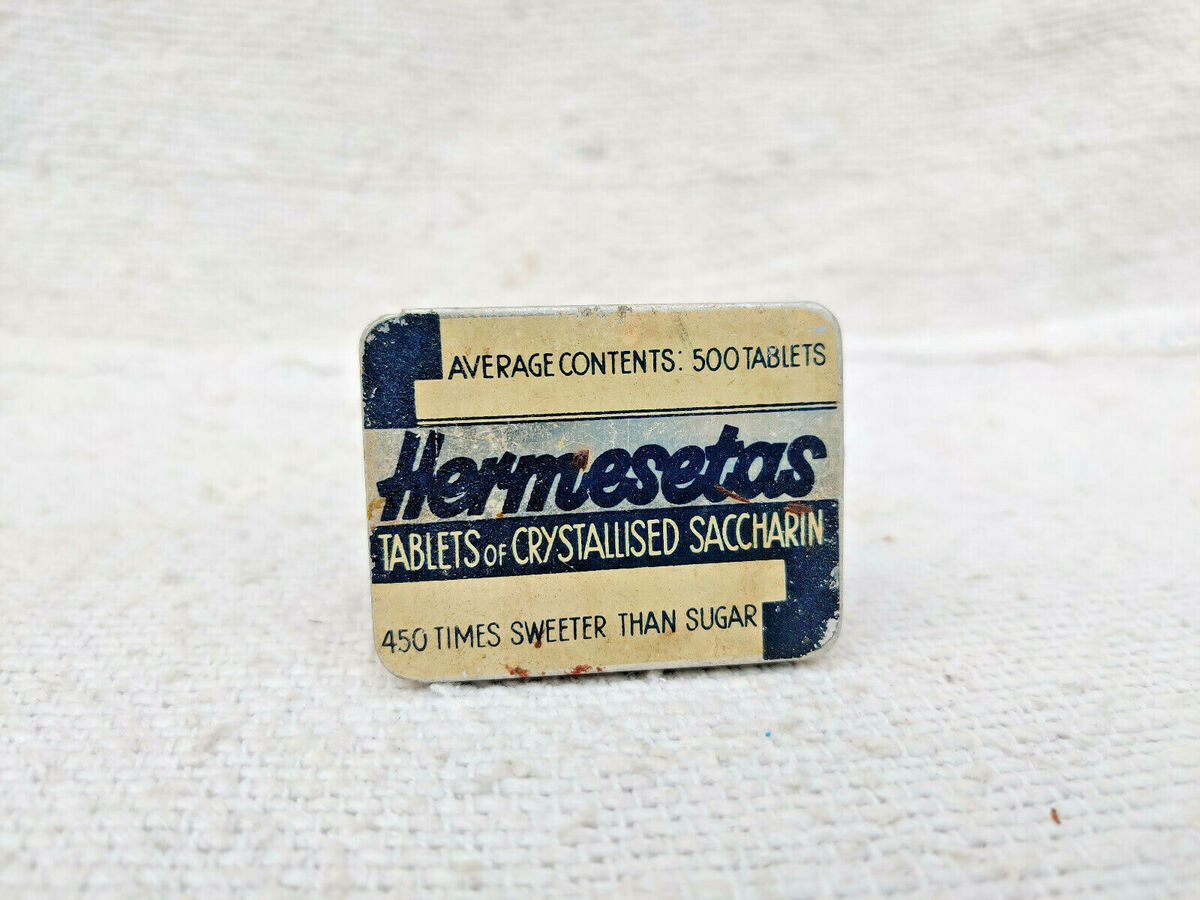 AVERAGE CONTENTS: 500 TABLETS
Hermesetas
TABLETS OF CRYSTALLISED SACCHARIN
450 TIMES SWEETER THAN SUGAR